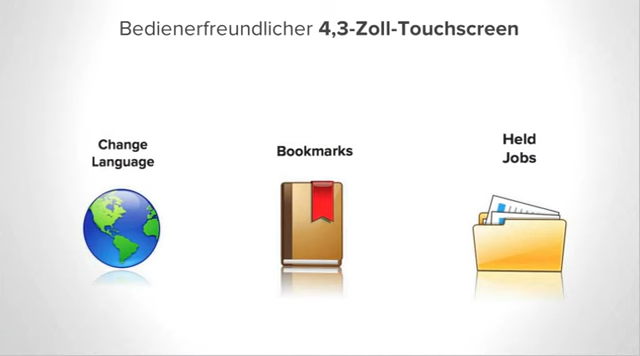 Bedienerfreundlicher 4,3-Zoll-Touchscreen
Change
Language
Bookmarks
Held
Jobs